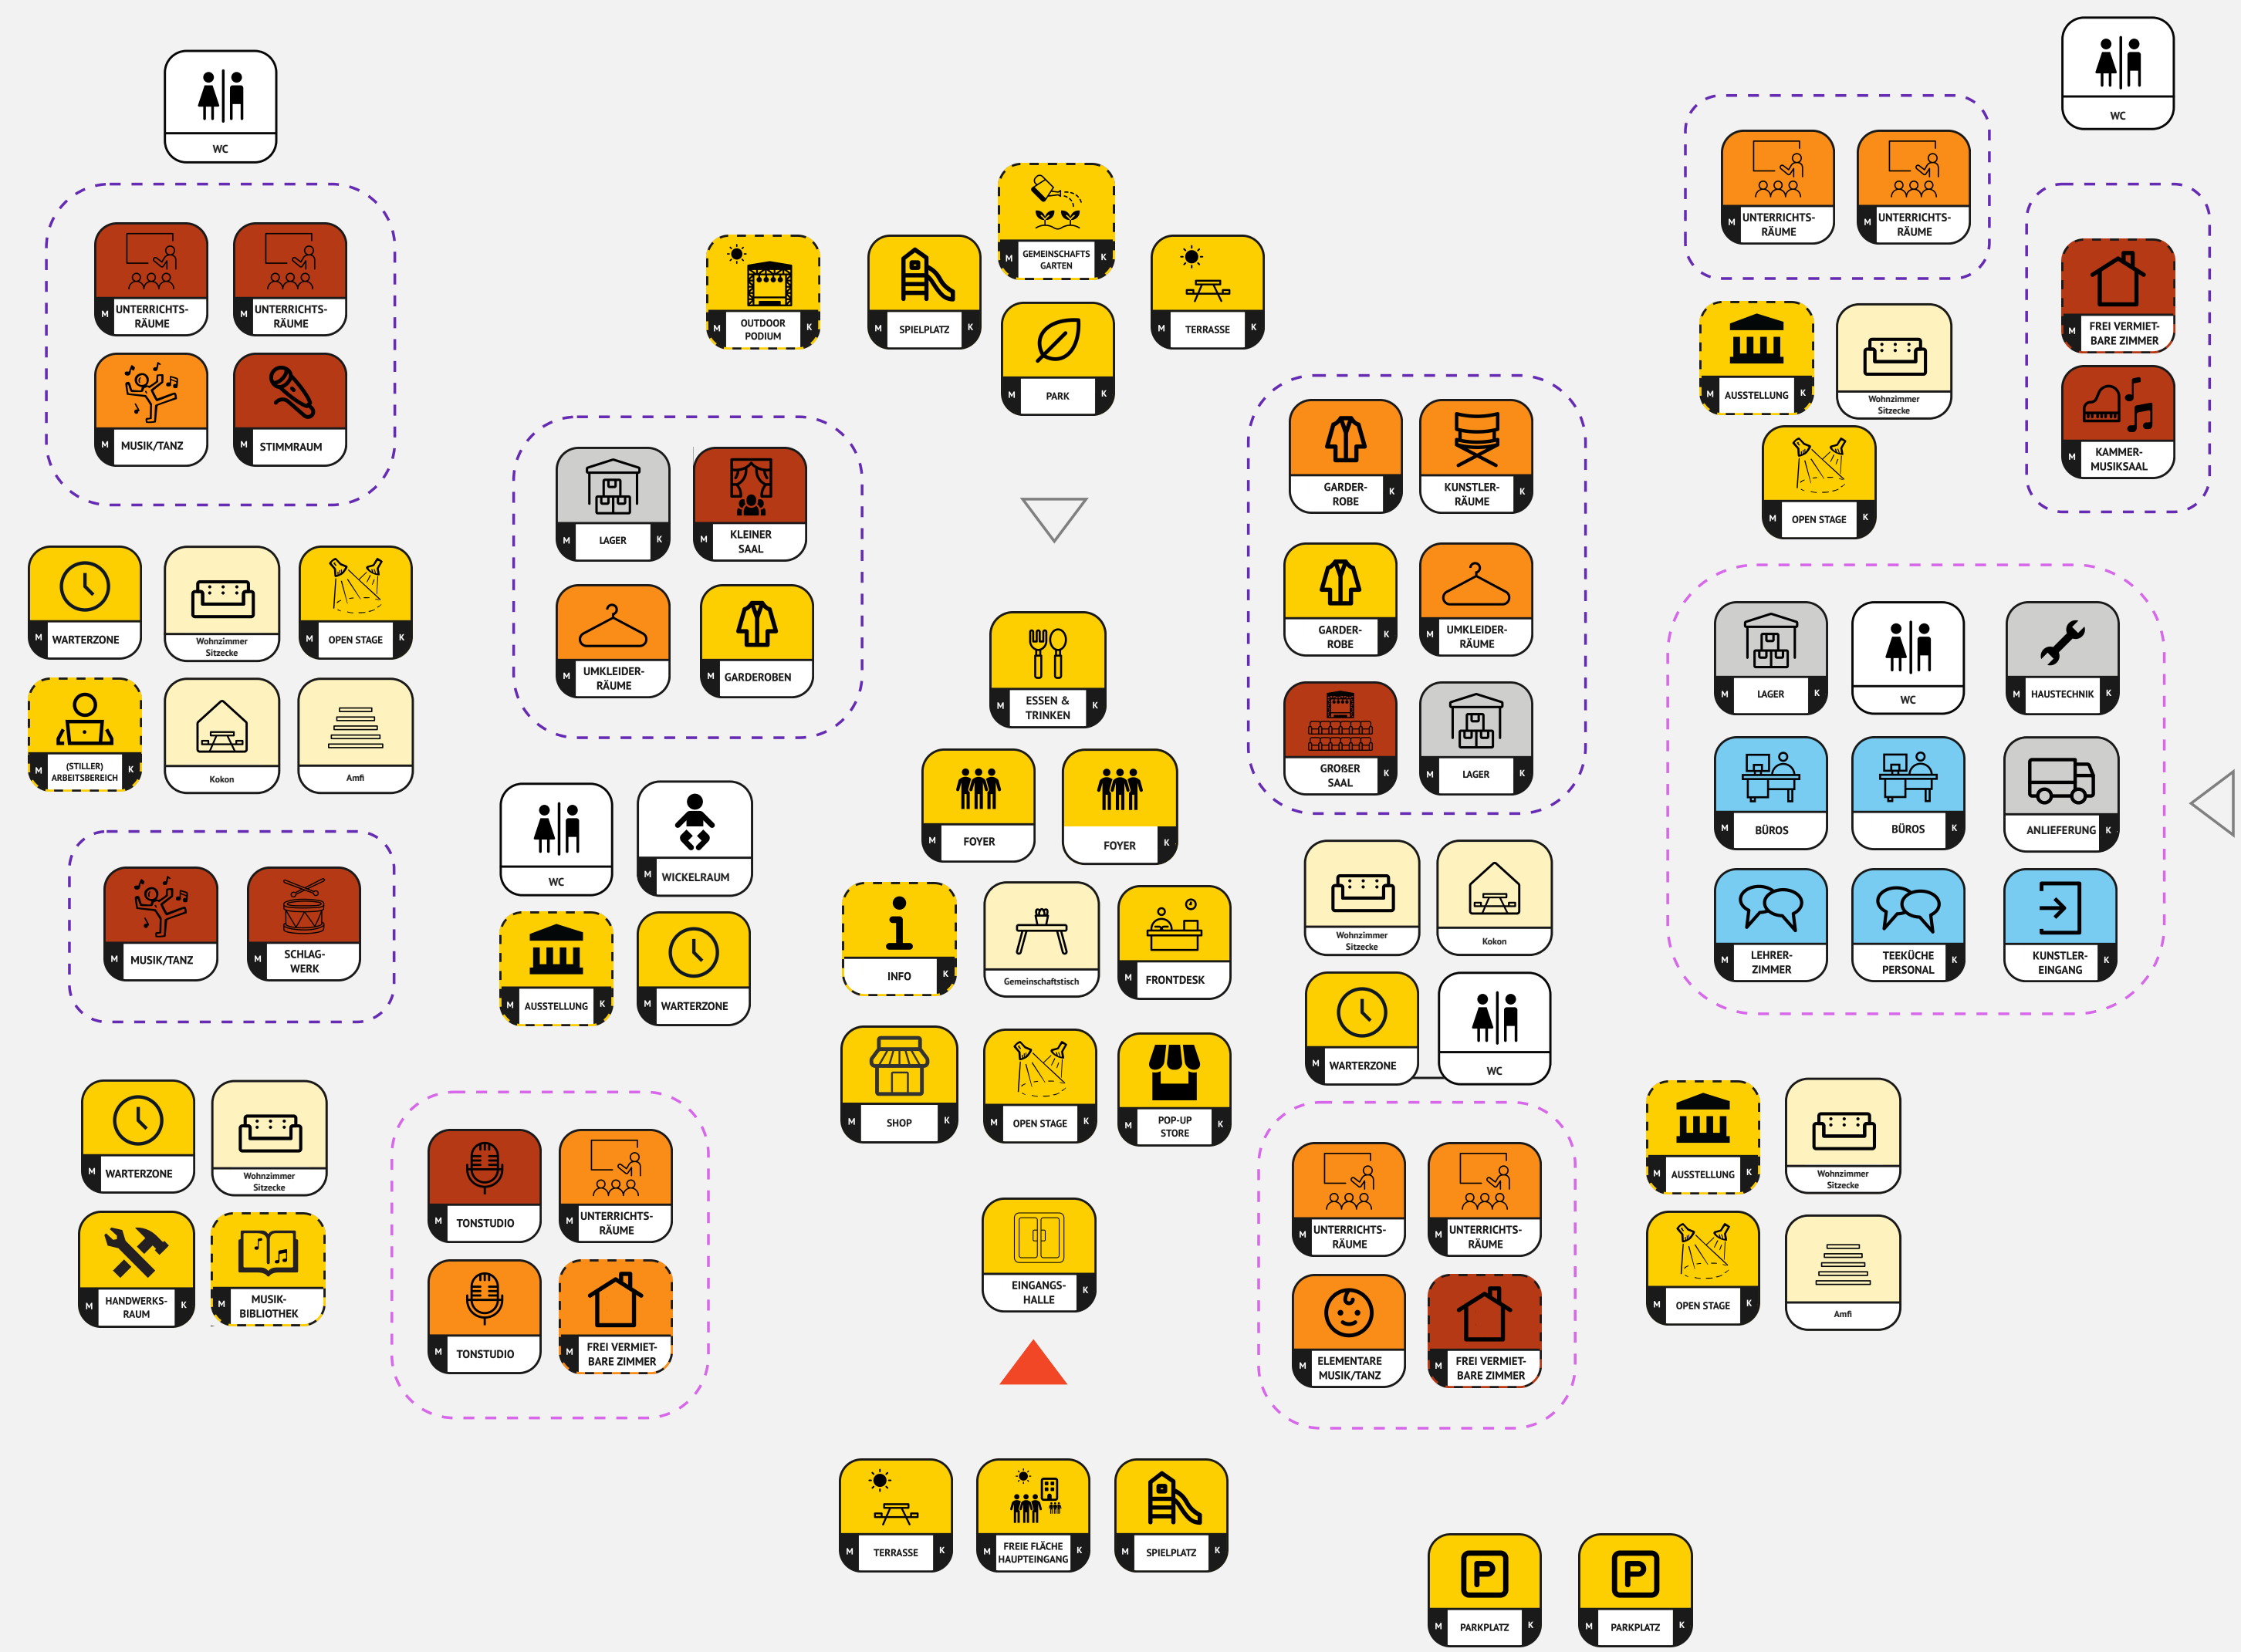 WC
M
UNTERRICHTS-
RÄUME
M
UNTERRICHTS-
RÄUME
M
MUSIK/TANZ
M
STIMMRAUM
M
WARTERZONE
Wohnzimmer
Sitzecke
M
OPEN STAGE
K
M
(STILLER)
ARBEITSBEREICH
K
Kokon
Amfi
M
MUSIK/TANZ
M
SCHLAG-
WERK
M
WARTERZONE
Wohnzimmer
Sitzecke
M
HANDWERKS-
RAUM
K
M
MUSIK-
BIBLIOTHEK
M
LAGER
K
M
KLEINER
SAAL
M
UMKLEIDER-
RÄUME
M
GARDEROBEN
WC
M
WICKELRAUM
M
AUSSTELLUNG
K
M
WARTERZONE
M
TONSTUDIO
M
UNTERRICHTS-
RÄUME
M
TONSTUDIO
M
FREI VERMIET-
BARE ZIMMER
M
GEMEINSCHAFTS
GARTEN
K
M
OUTDOOR
PODIUM
K
M
SPIELPLATZ
K
M
PARK
K
M
TERRASSE
K
M
ESSEN &
TRINKEN
K
M
FOYER
FOYER
K
INFO
K
Gemeinschaftstisch
M
FRONTDESK
M
SHOP
K
M
OPEN STAGE
K
M
POP-UP
STORE
K
EINGANGS-
HALLE
K
M
TERRASSE
K
M
FREIE FLÄCHE
HAUPTEINGANG
K
M
SPIELPLATZ
K
GARDER-
ROBE
K
KUNSTLER-
RÄUME
K
GARDER-
ROBE
K
M
UMKLEIDER-
RÄUME
GROßER
SAAL
K
M
LAGER
K
Wohnzimmer
Sitzecke
Kokon
M
WARTERZONE
WC
M
UNTERRICHTS-
RÄUME
M
UNTERRICHTS-
RÄUME
M
ELEMENTARE
MUSIK/TANZ
M
FREI VERMIET-
BARE ZIMMER
M
PARKPLATZ
K
M
PARKPLATZ
K
WC
M
UNTERRICHTS-
RÄUME
M
UNTERRICHTS-
RÄUME
M
FREI VERMIET-
BARE ZIMMER
M
KAMMER-
MUSIKSAAL
M
AUSSTELLUNG
K
Wohnzimmer
Sitzecke
M
OPEN STAGE
K
M
LAGER
K
WC
M
HAUSTECHNIK
K
M
BÜROS
BÜROS
K
ANLIEFERUNG
K
M
LEHRER-
ZIMMER
TEEKÜCHE
PERSONAL
K
KUNSTLER-
EINGANG
K
M
AUSSTELLUNG
K
Wohnzimmer
Sitzecke
M
OPEN STAGE
K
Amfi